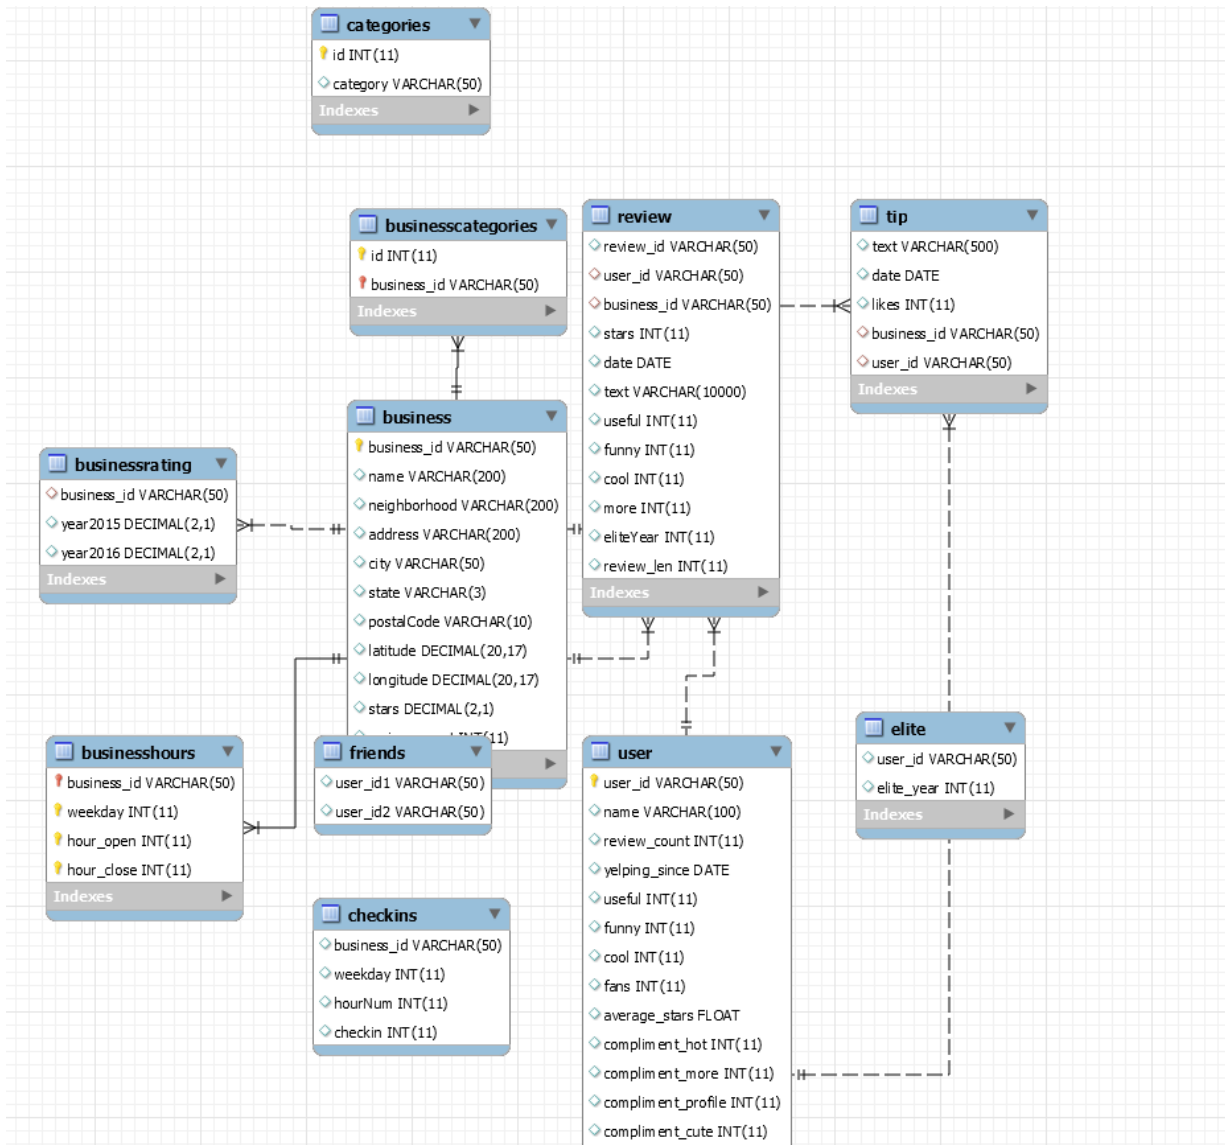 categories
id INT(11)
category VARCHAR(50)
Indexes
businesscategories
id INT(11)
business_id VARCHAR(50)
Indexes
review
review_id VARCHAR(50)
user_id VARCHAR(50)
business_id VARCHAR(50)
stars INT(11)
date DATE
text VARCHAR(10000)
useful INT(11)
funny INT(11)
cool INT(11)
more INT(11)
eliteYear INT(11)
review_len INT(11)
Indexes
tip
text VARCHAR(500)
date DATE
likes INT(11)
business_id VARCHAR(50)
user_id VARCHAR(50)
Indexes
businessrating
business_id VARCHAR(50)
year2015 DECIMAL(2,1)
year2016 DECIMAL(2,1)
Indexes
business
business_id VARCHAR(50)
name VARCHAR(200)
neighborhood VARCHAR(200)
address VARCHAR(200)
city VARCHAR(50)
state VARCHAR(3)
postalCode VARCHAR(10)
latitude DECIMAL(20,17)
longitude DECIMAL(20,17)
stars DECIMAL(2,1)
INT(11)
businesshours
business_id VARCHAR(50)
weekday INT(11)
hour_open INT(11)
hour_close INT(11)
Indexes
friends
user_id1 VARCHAR(50)
user_id2 VARCHAR(50)
checkins
business_id VARCHAR(50)
weekday INT(11)
hourNum INT(11)
checkin INT(11)
user
user_id VARCHAR(50)
name VARCHAR(100)
review_count INT(11)
yelping_since DATE
useful INT(11)
funny INT(11)
cool INT(11)
fans INT(11)
average_stars FLOAT
compliment_hot INT(11)
compliment_more INT(11)
compliment_profile INT(11)
compliment_cute INT(11)
elite
user_id VARCHAR(50)
elite_year INT(11)
Indexes